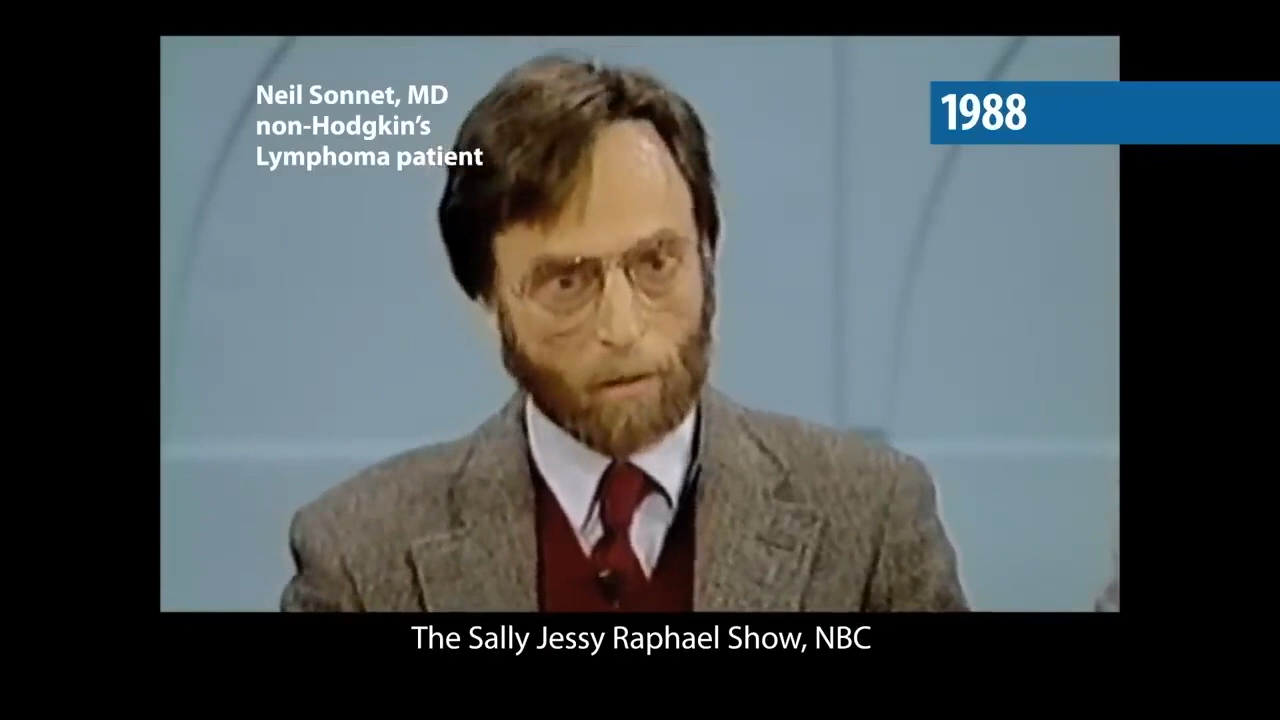 Neil Sonnet, MD
non-Hodgkin's
Lymphoma patient
1988
The Sally Jessy Raphael Show, NBC